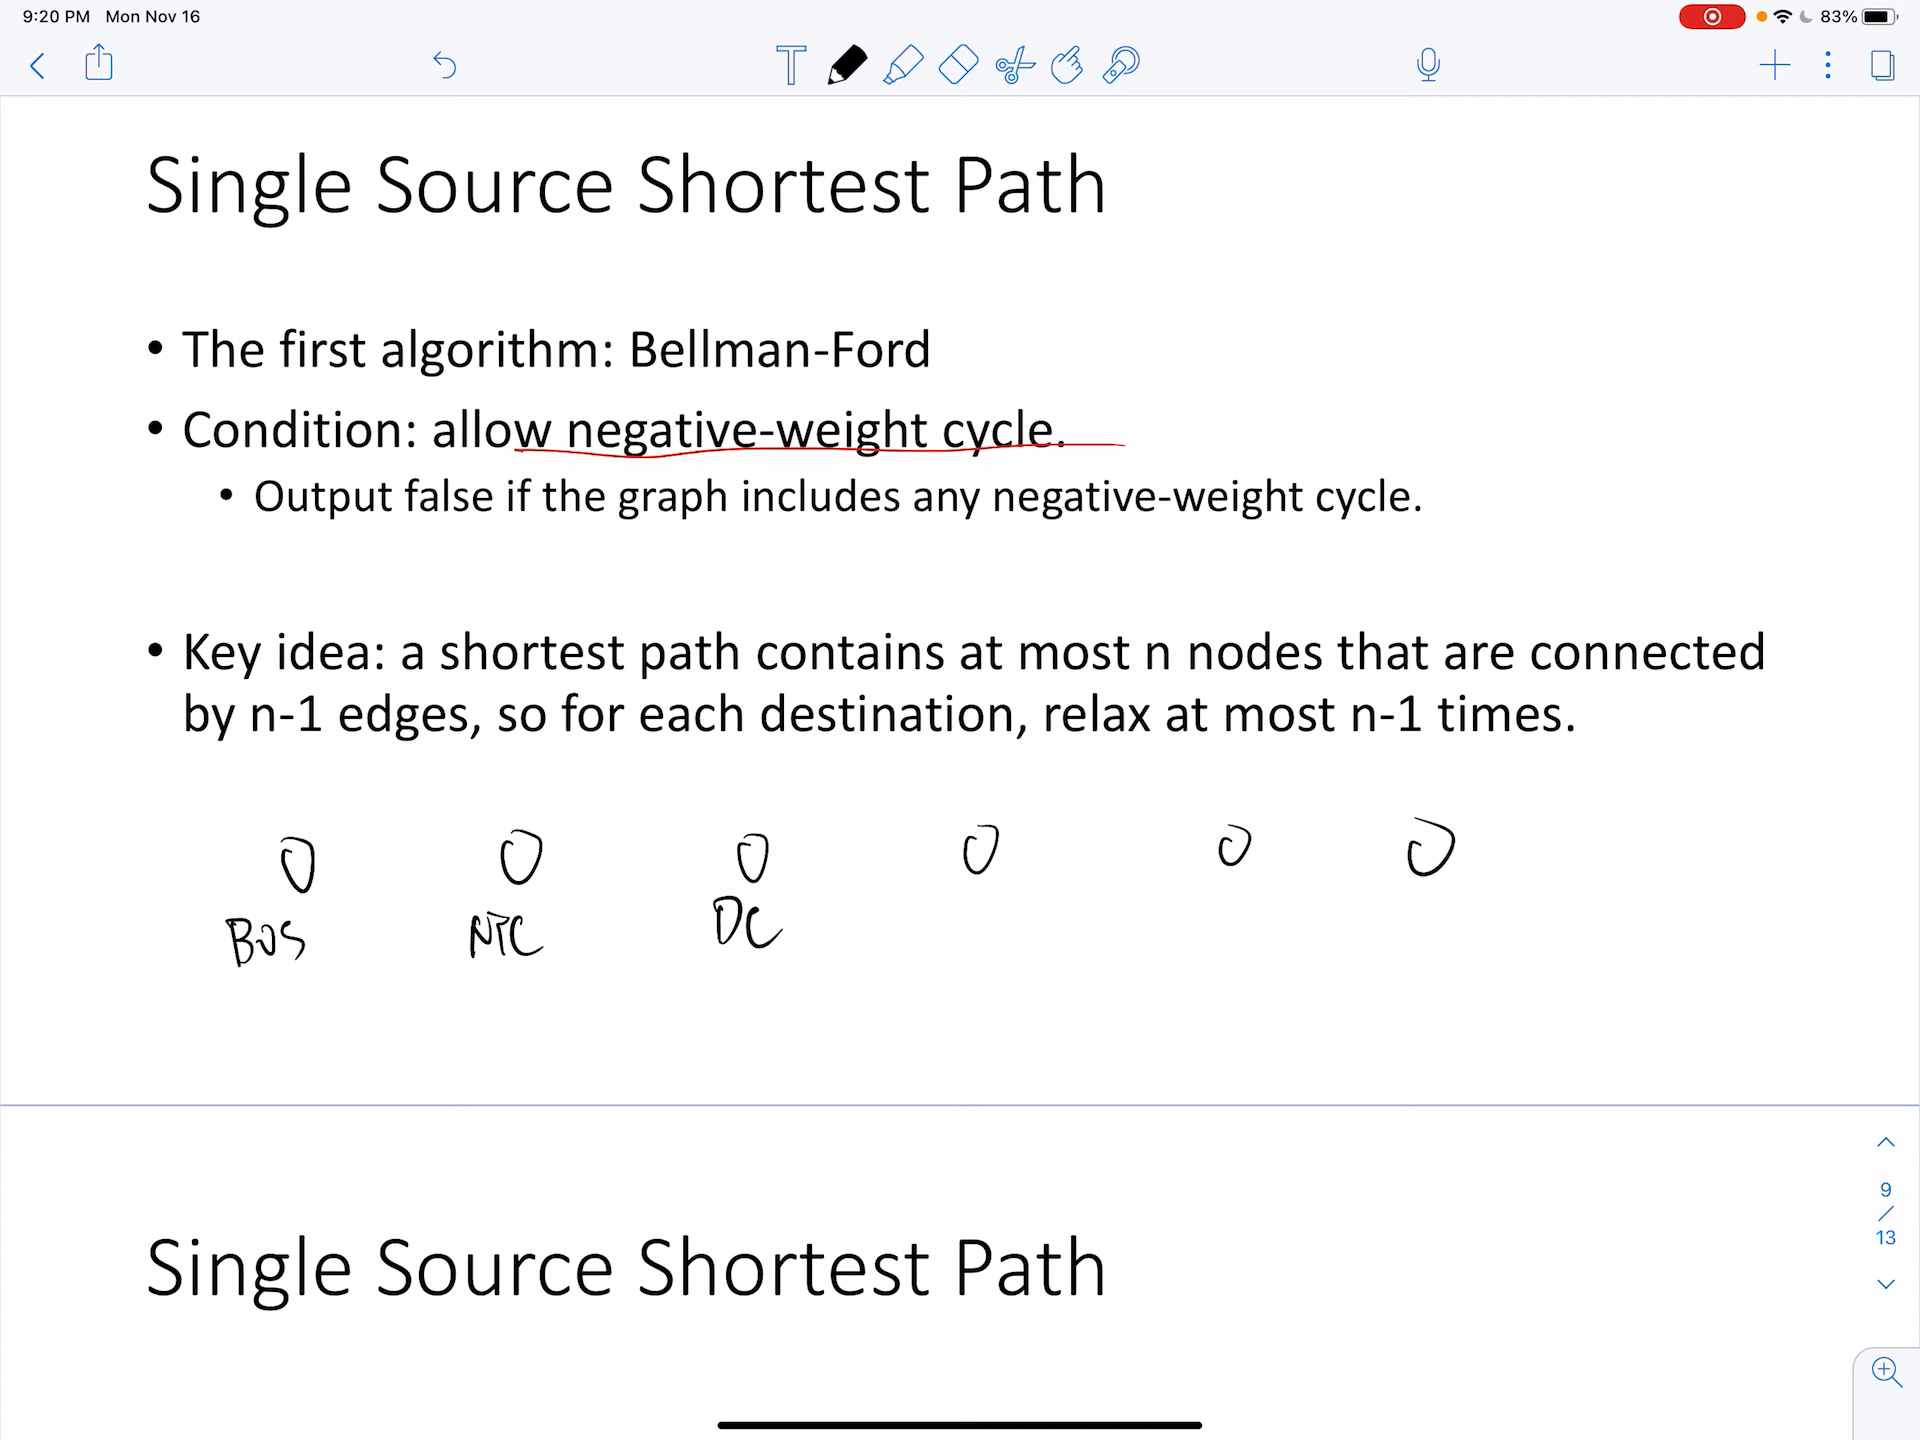 9:20 PM Mon Nov 16
83%
Single Source Shortest Path
• The first algorithm: Bellman-Ford
• Condition: allow negative-weight cycle.
• Output false if the graph includes any negative-weight cycle.
• Key idea: a shortest path contains at most n nodes that are connected
by n-1 edges, so for each destination, relax at most n-1 times.
BOS NYC DC
9
/
13
Single Source Shortest Path